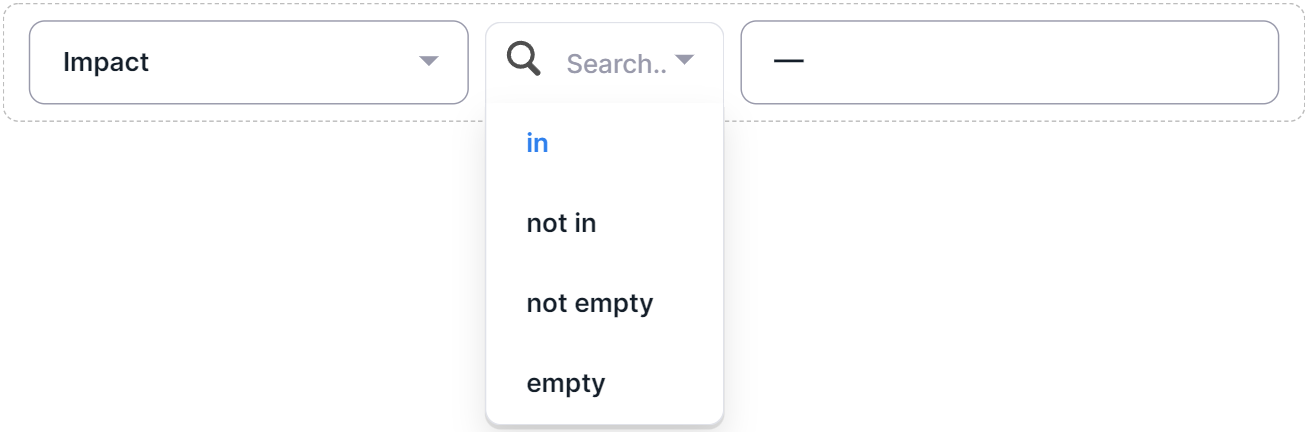 Impact
Search..
—
in
not in
not empty
empty